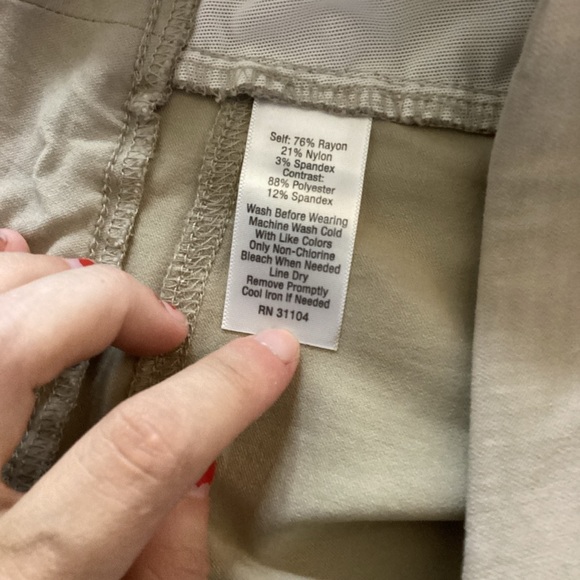 Self: 76% Rayon
21% Nylon
3% Spandex
Contrast:
88% Polyester
12% Spandex
Wash Before Wearing
Machine Wash Cold
With Like Colors
Only Non-Chlorine
Bleach When Needed
Line Dry
Remove Promptly
Cool Iron If Needed
RN 31104